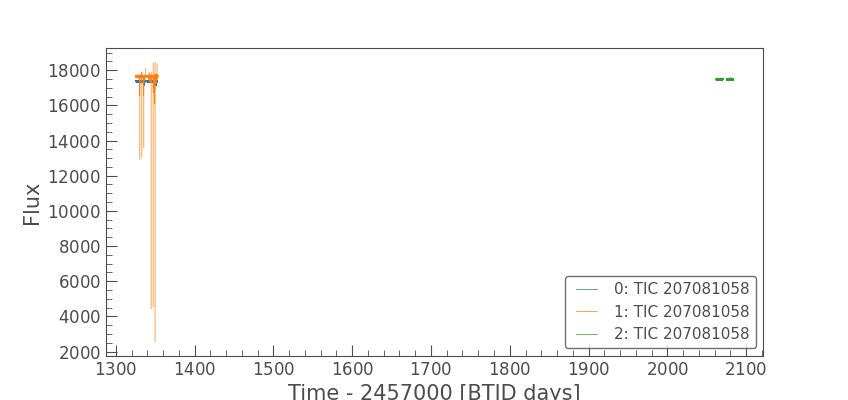 18000
16000
14000
12000
10000
8000
6000
4000
2000
Flux
1300 1400 1500 1600 1700 1800 1900 2000 2100
Time - 2457000 [BTJD days]
0: TIC 207081058
1: TIC 207081058
2: TIC 207081058